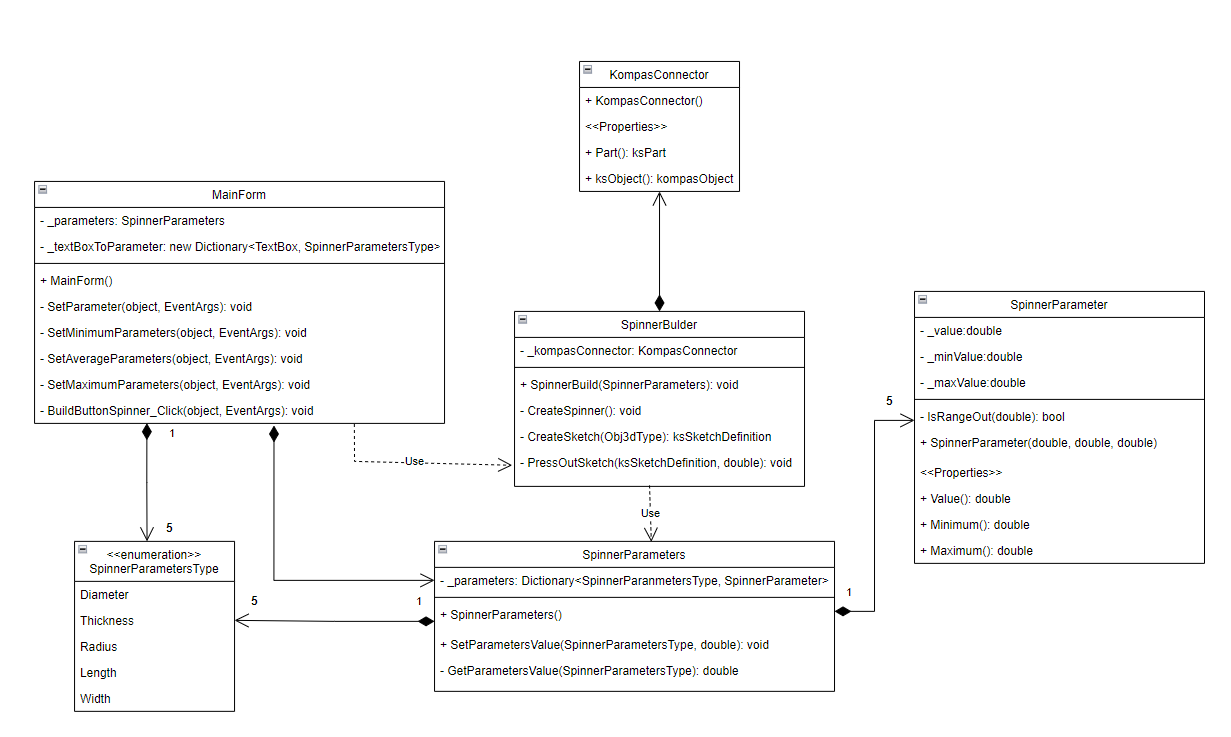 KompasConnector
+ KompasConnector()
<<Properties>>
+ Part(): ksPart
+ ksObject(): kompasObject
MainForm
- _parameters: SpinnerParameters
- _textBoxToParameter: new Dictionary<TextBox, SpinnerParametersType>
+ MainForm()
- SetParameter(object, EventArgs): void
- SetMinimumParameters(object, EventArgs): void
- SetAverageParameters(object, EventArgs): void
- SetMaximumParameters(object, EventArgs): void
- BuildButtonSpinner_Click(object, EventArgs): void
SpinnerBulder
- _kompasConnector: KompasConnector
+ SpinnerBuild(SpinnerParameters): void
- CreateSpinner(): void
- CreateSketch(Obj3dType): ksSketchDefinition
- PressOutSketch(ksSketchDefinition, double): void
SpinnerParameter
- _value:double
- _minValue:double
- _maxValue:double
- IsRangeOut(double): bool
+ SpinnerParameter(double, double, double)
<<Properties>>
+ Value(): double
+ Minimum(): double
+ Maximum(): double
5
1
Use
Use
5
<<enumeration>>
SpinnerParametersType
Diameter
Thickness
Radius
Length
Width
5
1
SpinnerParameters
- _parameters: Dictionary<SpinnerParanmetersType, SpinnerParameter>
+ SpinnerParameters()
+ SetParametersValue(SpinnerParametersType, double): void
- GetParametersValue(SpinnerParametersType): double
1